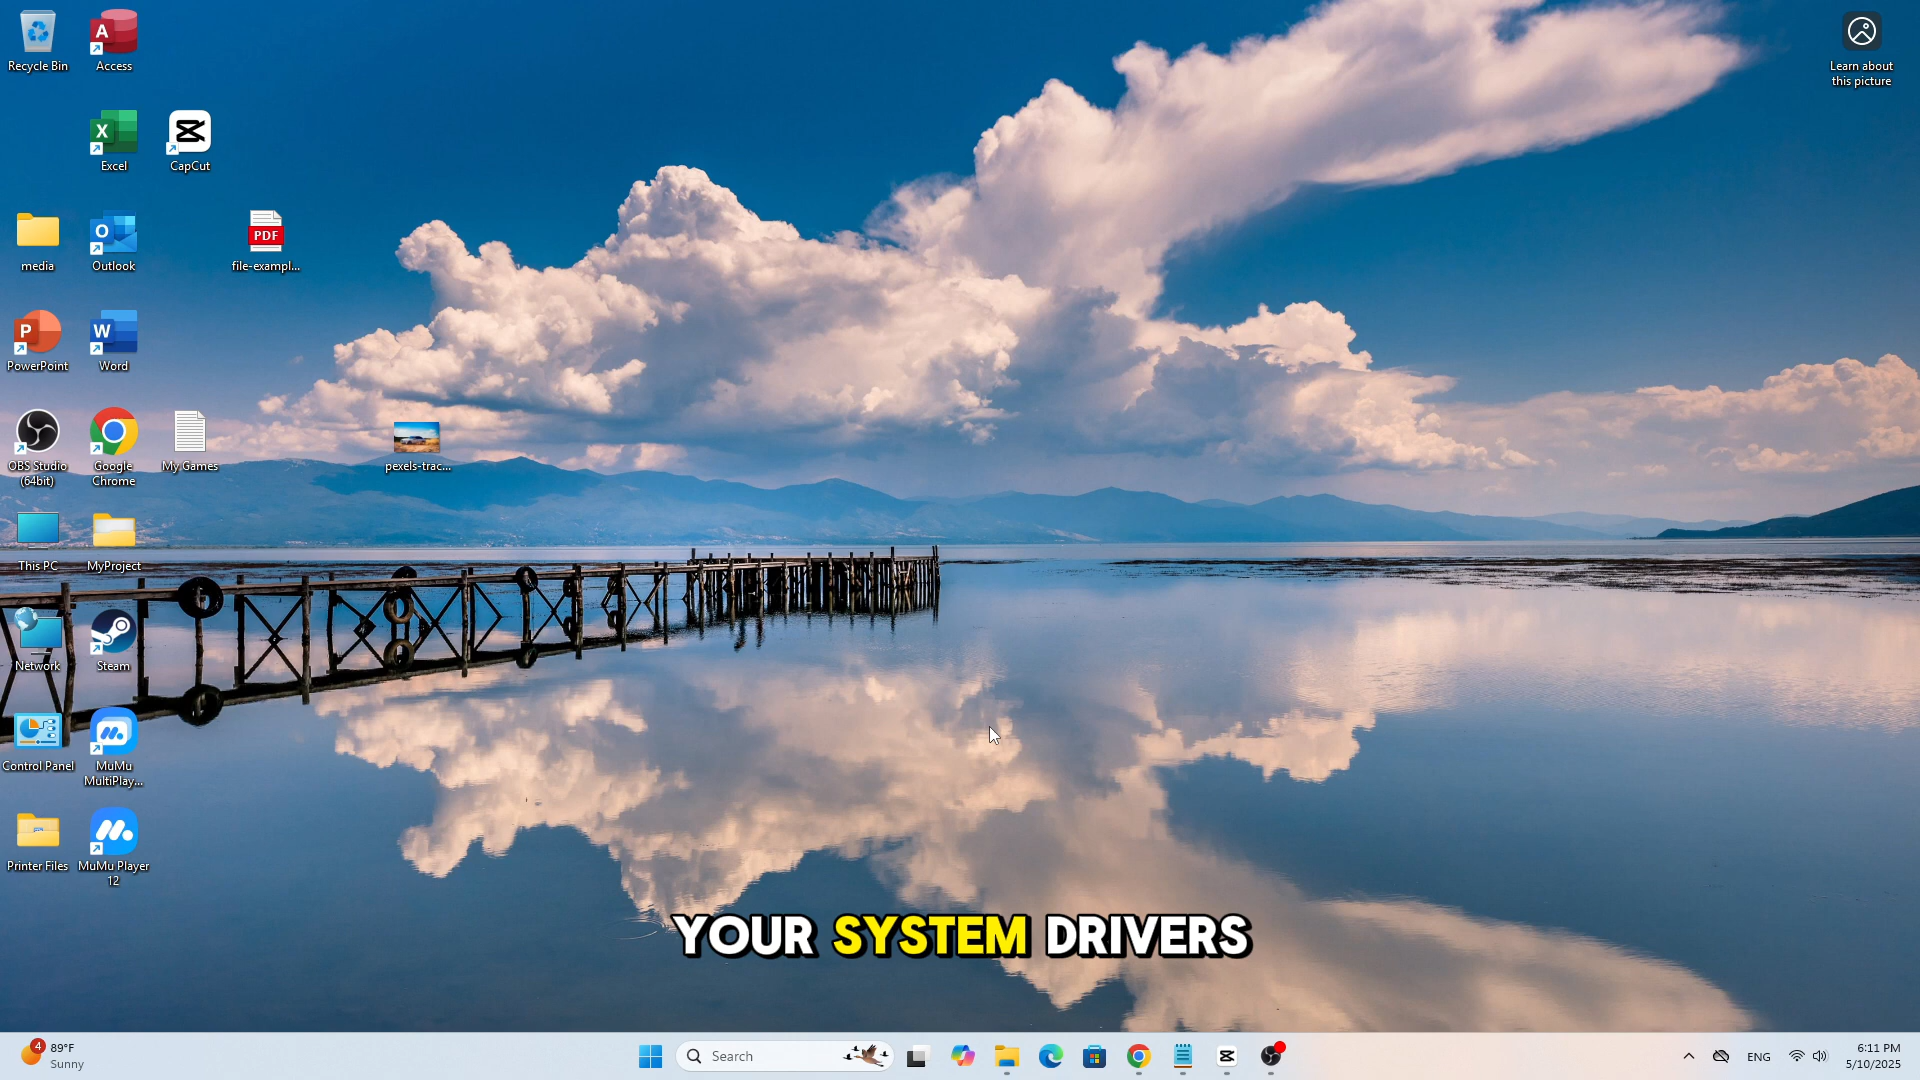 Recycle Bin
Access
Learn about
this picture
Excel
CapCut
media
Outlook
PDF
file-exampl...
PowerPoint
Word
OBS Studio
(64bit)
Google
Chrome
My Games
pexels-trac...
This PC
MyProject
Network
Steam
Control Panel
MuMu
MultiPlay...
Printer Files
MuMu Player
12
YOUR SYSTEM DRIVERS
4
89°F
Sunny
Search
ENG
6:11 PM
5/10/2025